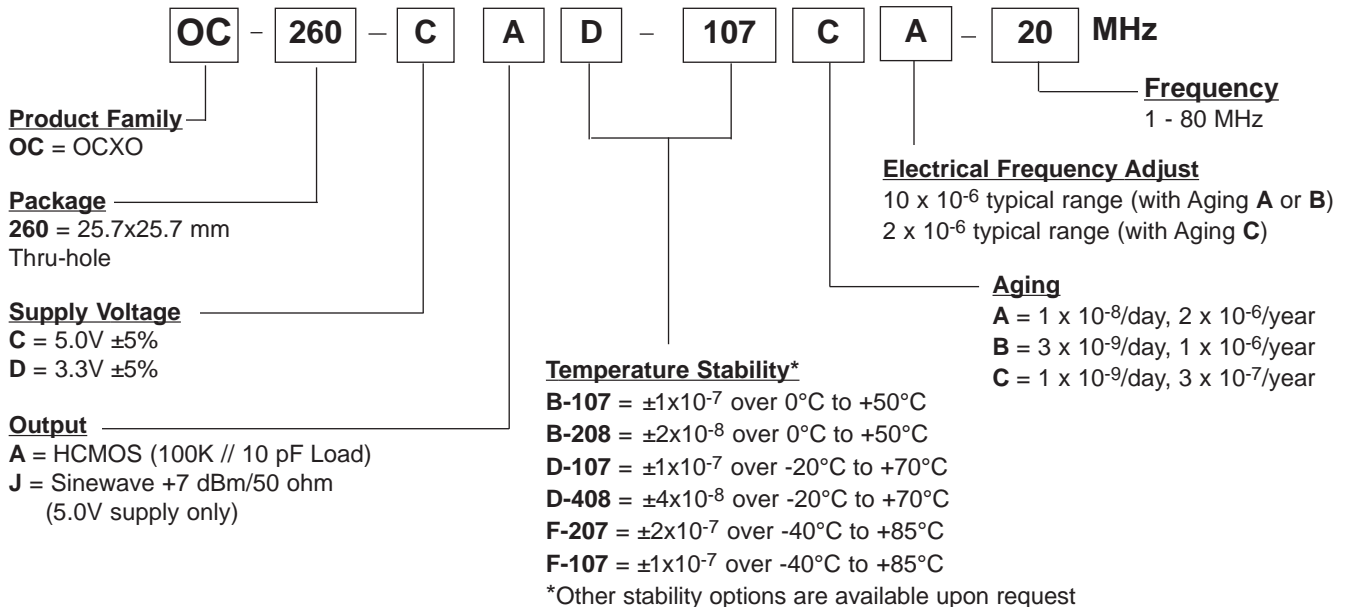 OC - 260 - C A D - 107 C A - 20 MHz
Product Family
OC = OCXO
Package
260 = 25.7x25.7 mm
Thru-hole
Supply Voltage
C = 5.0V ±5%
D = 3.3V ±5%
Output
A = HCMOS (100K // 10 pF Load)
J = Sinewave +7 dBm/50 ohm
(5.0V supply only)
Temperature Stability*
B-107 = ±1x10-7 over 0°C to +50°C
B-208 = ±2x10-8 over 0°C to +50°C
D-107 = ±1x10-7 over -20°C to +70°C
D-408 = ±4x10-8 over -20°C to +70°C
F-207 = ±2x10-7 over -40°C to +85°C
F-107 = ±1x10-7 over -40°C to +85°C
*Other stability options are available upon request
Frequency
1 - 80 MHz
Electrical Frequency Adjust
10 x 10-6 typical range (with Aging A or B)
2 x 10-6 typical range (with Aging C)
Aging
A = 1 x 10-8/day, 2 x 10-6/year
B = 3 x 10-9/day, 1 x 10-6/year
C = 1 x 10-9/day, 3 x 10-7/year